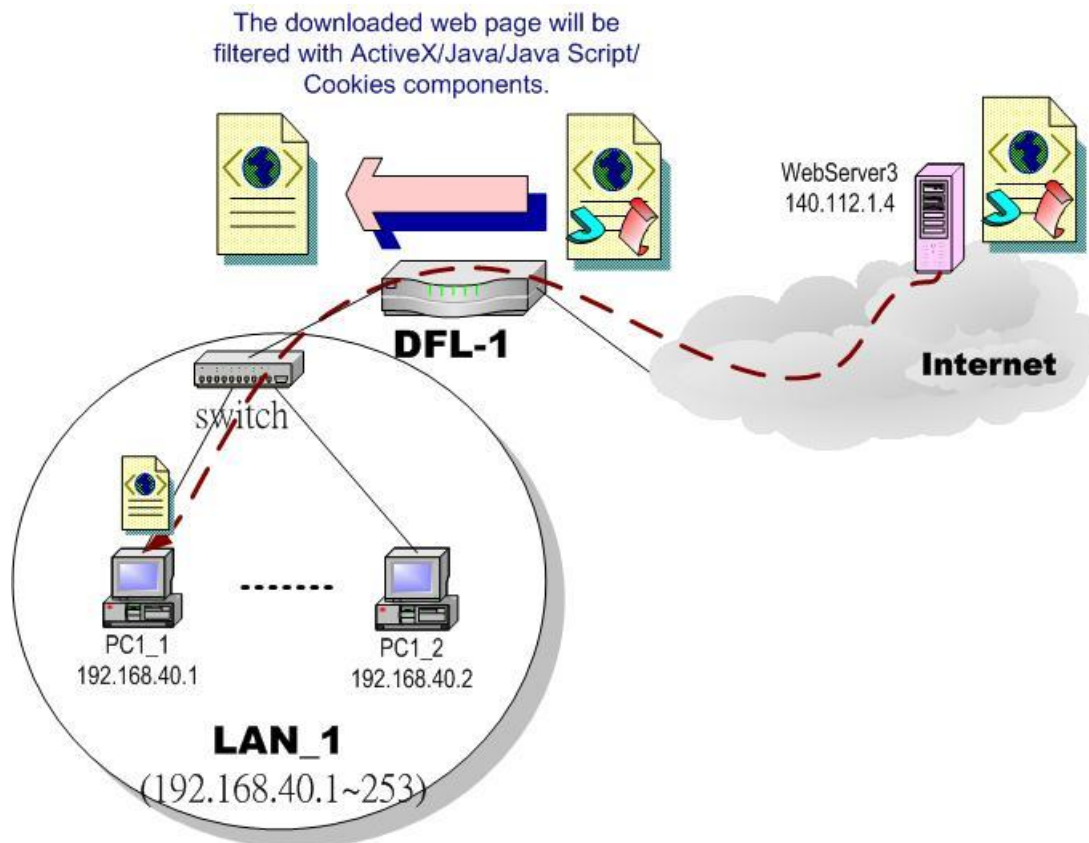 The downloaded web page will be
filtered with ActiveX/Java/Java Script/
Cookies components.
WebServer3
140.112.1.4
DFL-1
Internet
switch
PC1_1
192.168.40.1
PC1_2
192.168.40.2
LAN_1
(192.168.40.1~253)